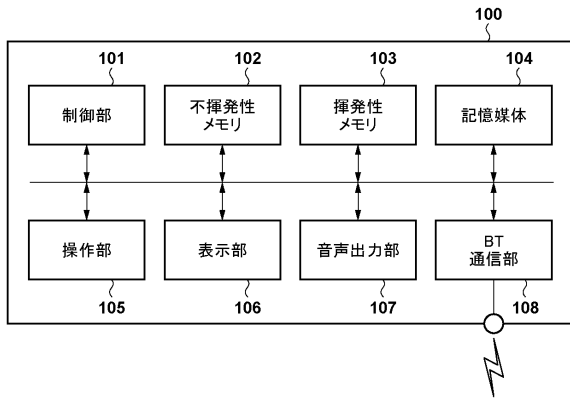 100
101
102
103
104
制御部
不揮発性
メモリ
揮発性
メモリ
記憶媒体
操作部
表示部
音声出力部
BT
通信部
105
106
107
108